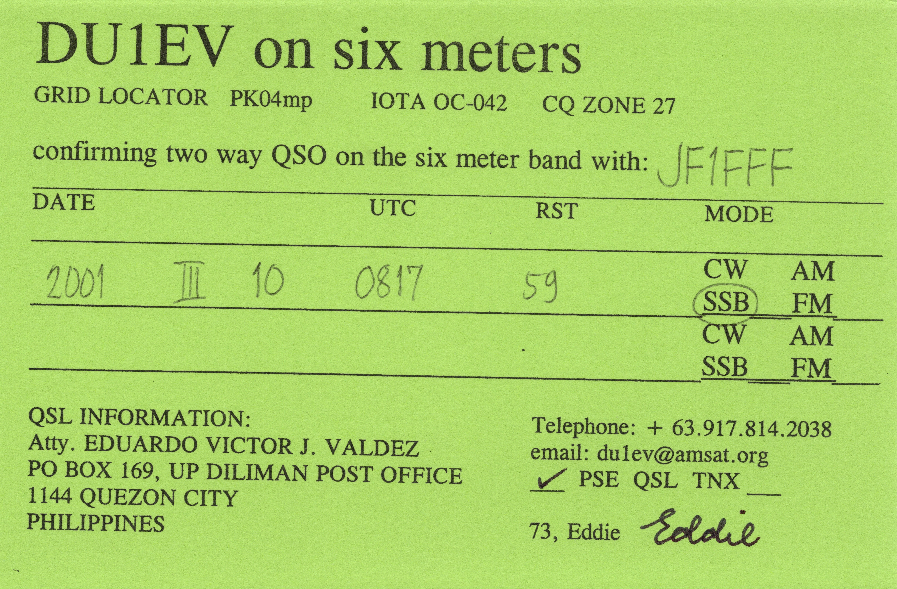 DU1EV on six meters
GRID LOCATOR PK04mp IOTA OC-042 CQ ZONE 27
confirming two way QSO on the six meter band with: JF1FFF
DATE UTC RST MODE
CW AM
2001 III 10 0817 59 SSB FM
CW AM
SSB FM
QSL INFORMATION:
Atty. EDUARDO VICTOR J. VALDEZ
PO BOX 169, UP DILIMAN POST OFFICE
1144 QUEZON CITY
PHILIPPINES
Telephone: + 63.917.814.2038
email: du1ev@amsat.org
✓ PSE QSL TNX __
73, Eddie Eddie